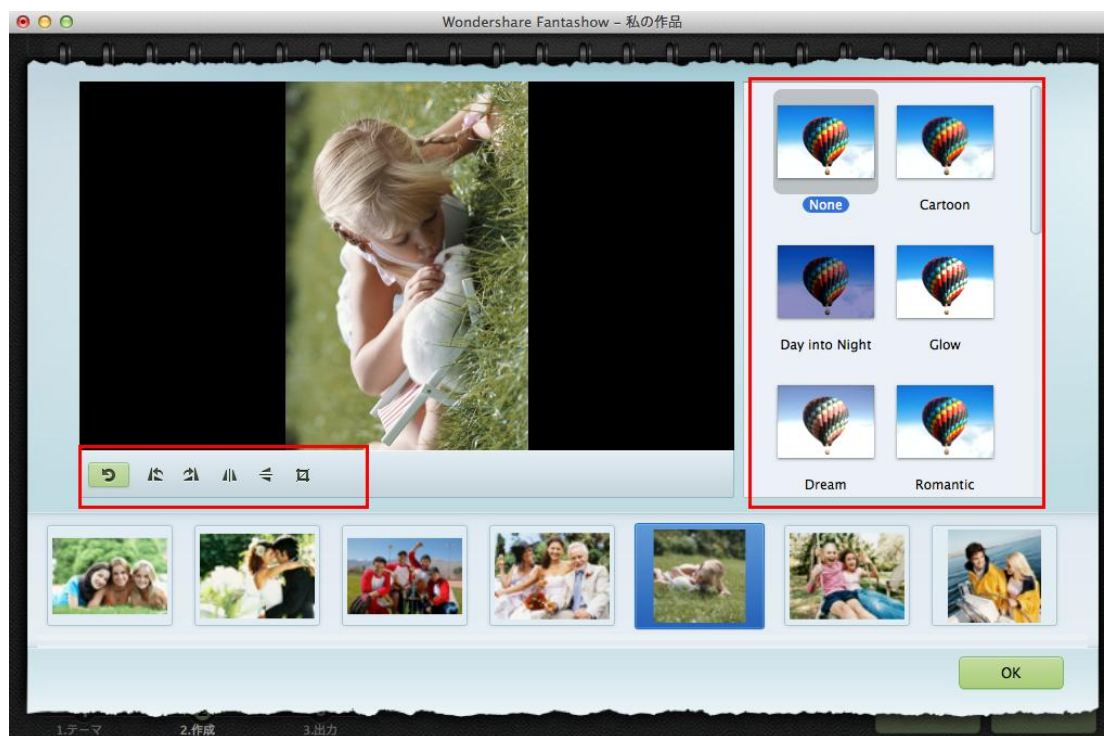 Wondershare Fantashow – 私の作品
None
Cartoon
Day into Night
Glow
Dream
Romantic
OK
1.テーマ
2.作成
3.出力